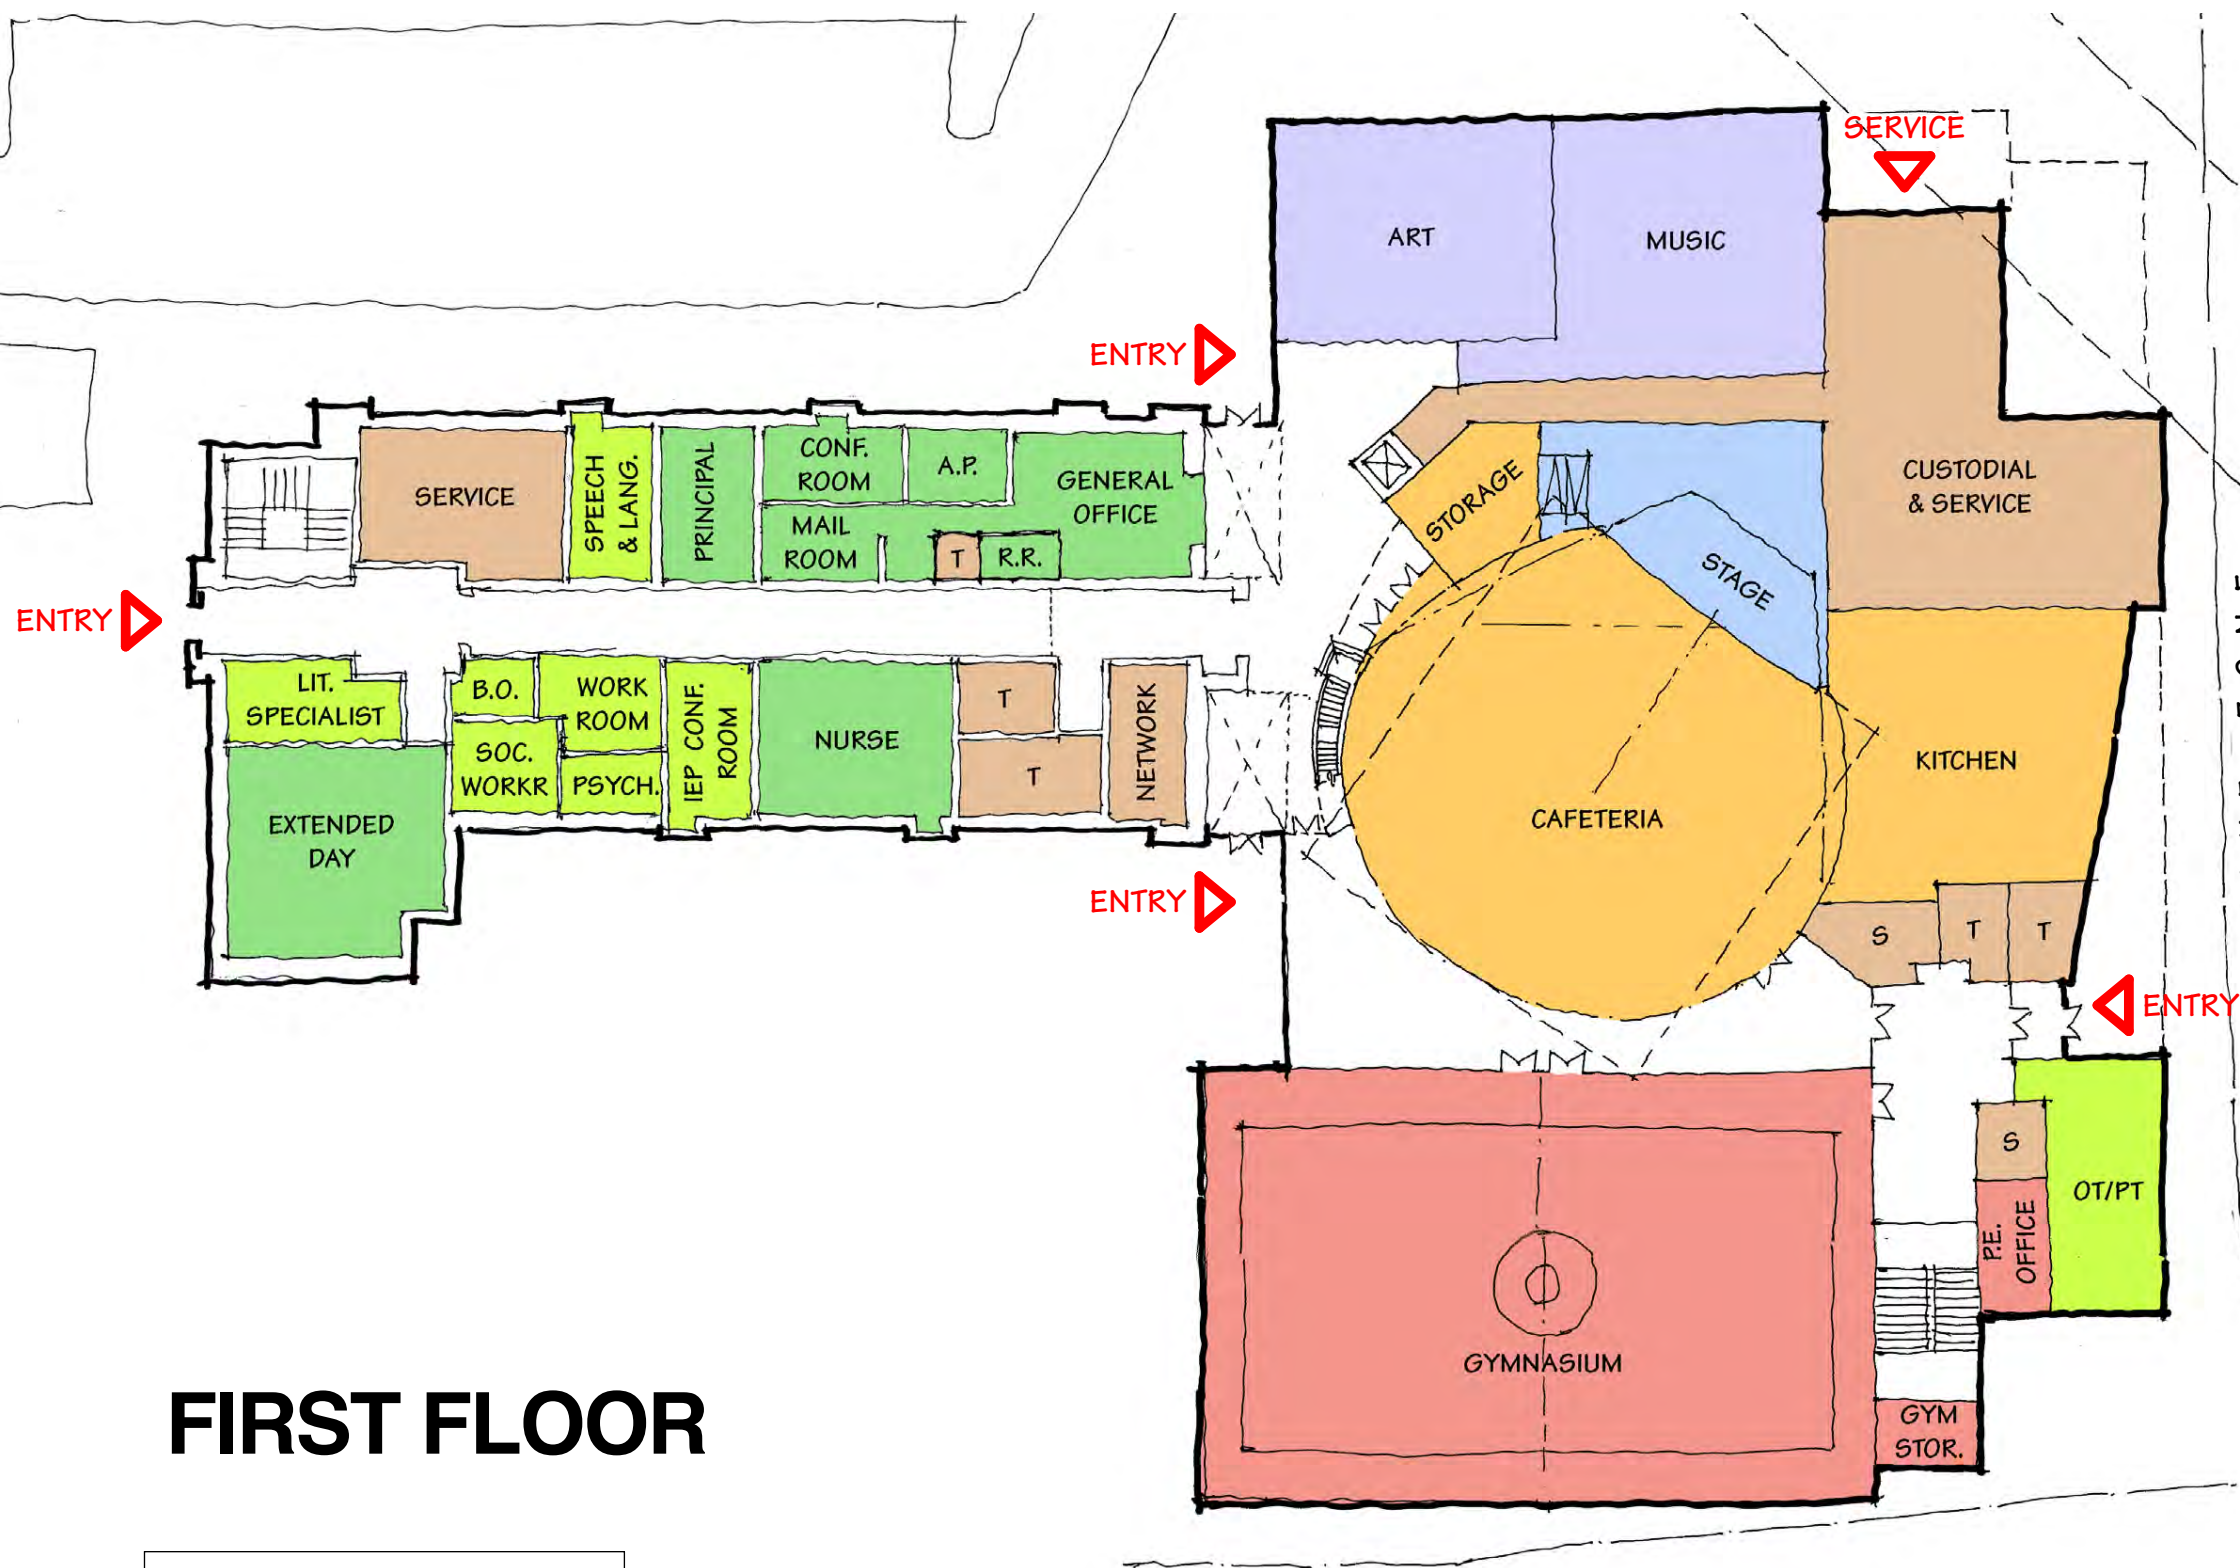 SERVICE
ART
MUSIC
ENTRY
SERVICE
SPEECH
& LANG.
PRINCIPAL
CONF.
ROOM
A.P.
GENERAL
OFFICE
MAIL
ROOM
T
R.R.
STORAGE
STAGE
CUSTODIAL
& SERVICE
ENTRY
LIT.
SPECIALIST
B.O.
WORK
ROOM
SOC.
WORKR
PSYCH.
IEP CONF.
ROOM
NURSE
T
T
NETWORK
EXTENDED
DAY
CAFETERIA
KITCHEN
ENTRY
S
T
T
ENTRY
S
P.E.
OFFICE
OT/PT
GYMNASIUM
GYM
STOR.
FIRST FLOOR